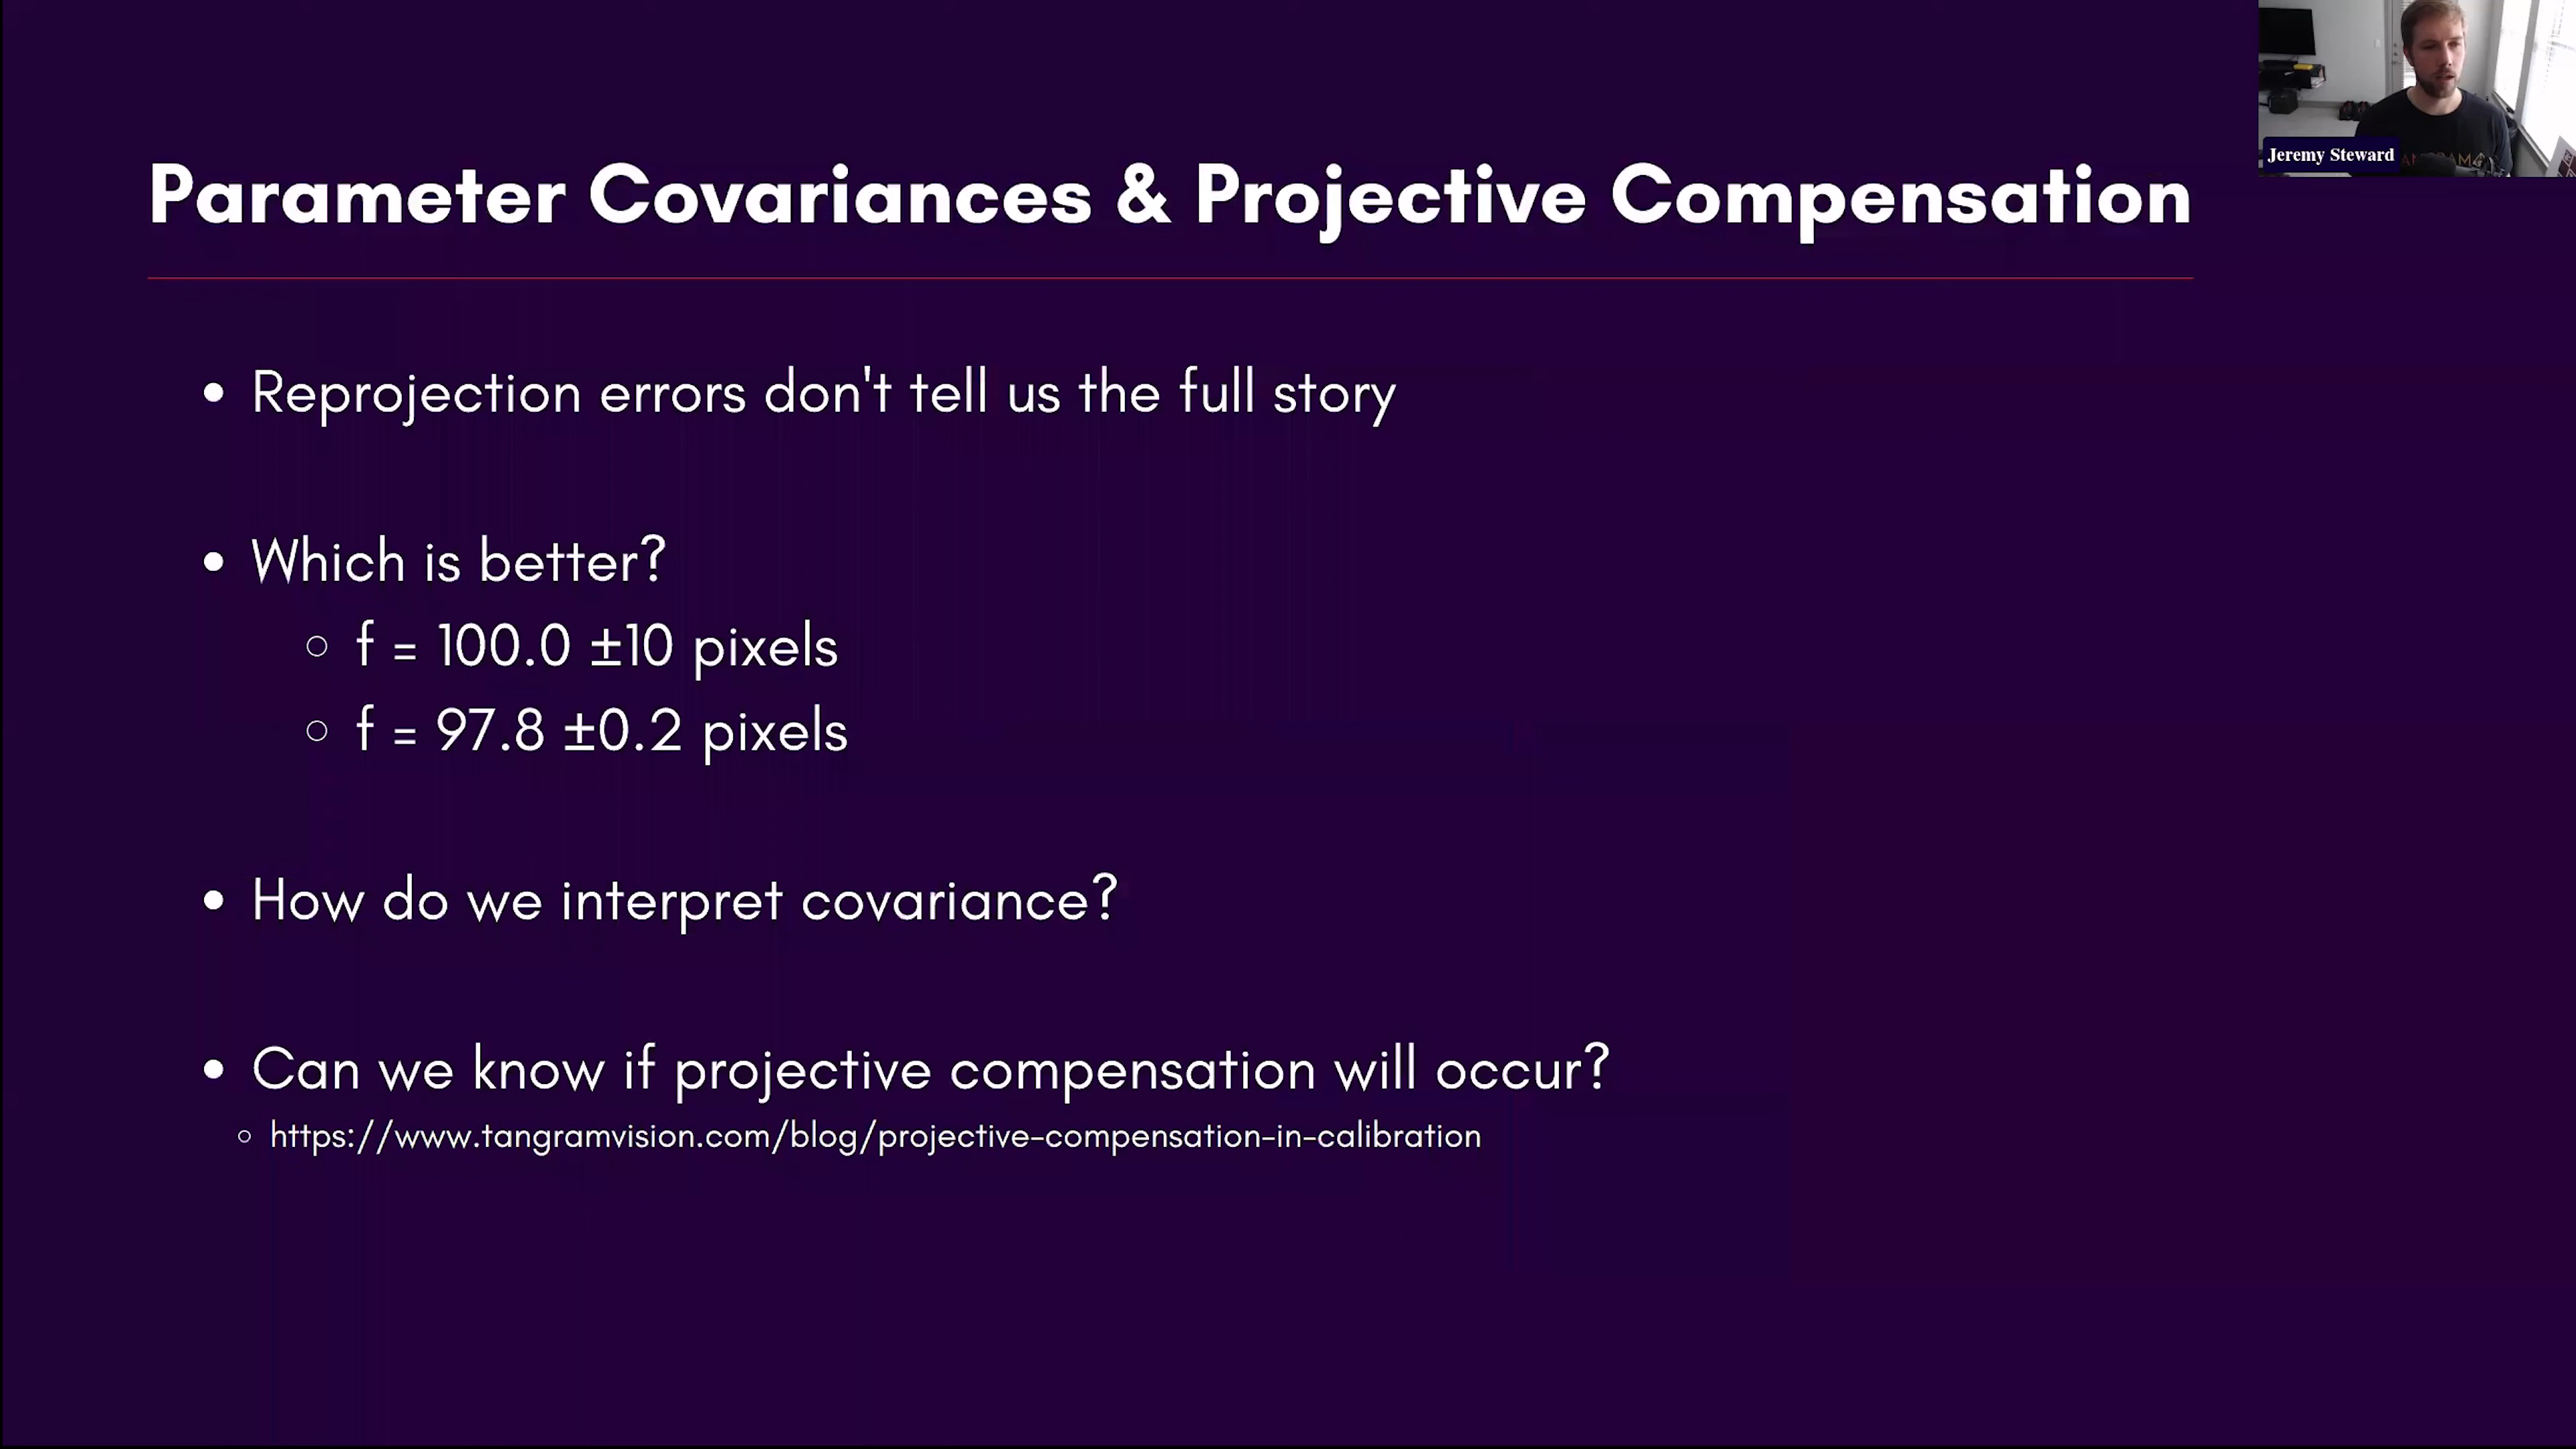 Jeremy Steward
Parameter Covariances & Projective Compensation
• Reprojection errors don't tell us the full story
• Which is better?
○ f = 100.0 ±10 pixels
○ f = 97.8 ±0.2 pixels
• How do we interpret covariance?
• Can we know if projective compensation will occur?
○ https://www.tangramvision.com/blog/projective-compensation-in-calibration